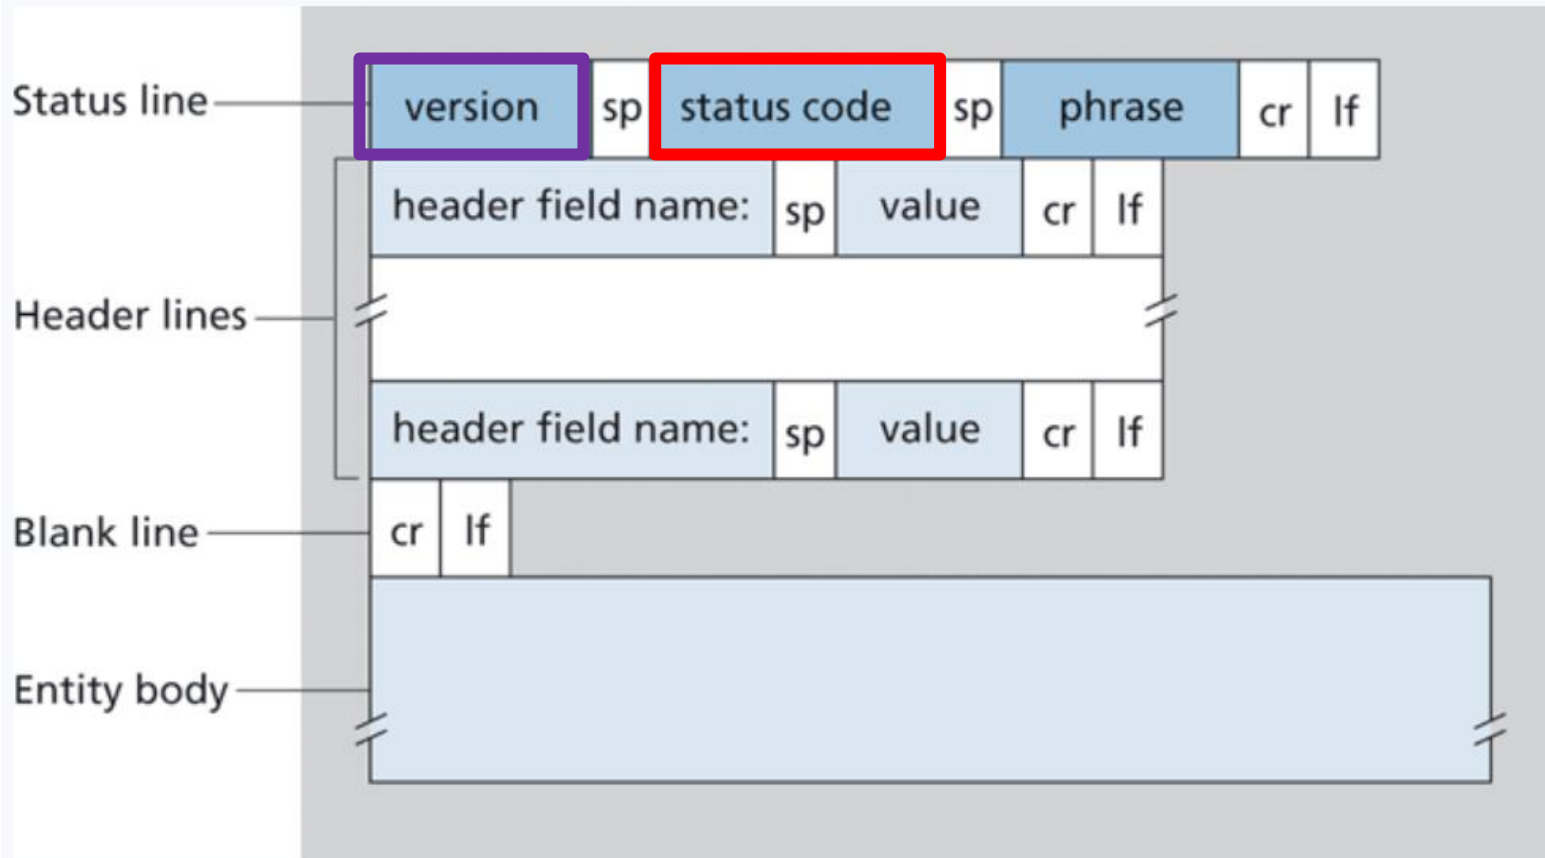 Status line version sp status code sp phrase cr lf
header field name: sp value cr lf
Header lines
header field name: sp value cr lf
Blank line cr lf
Entity body